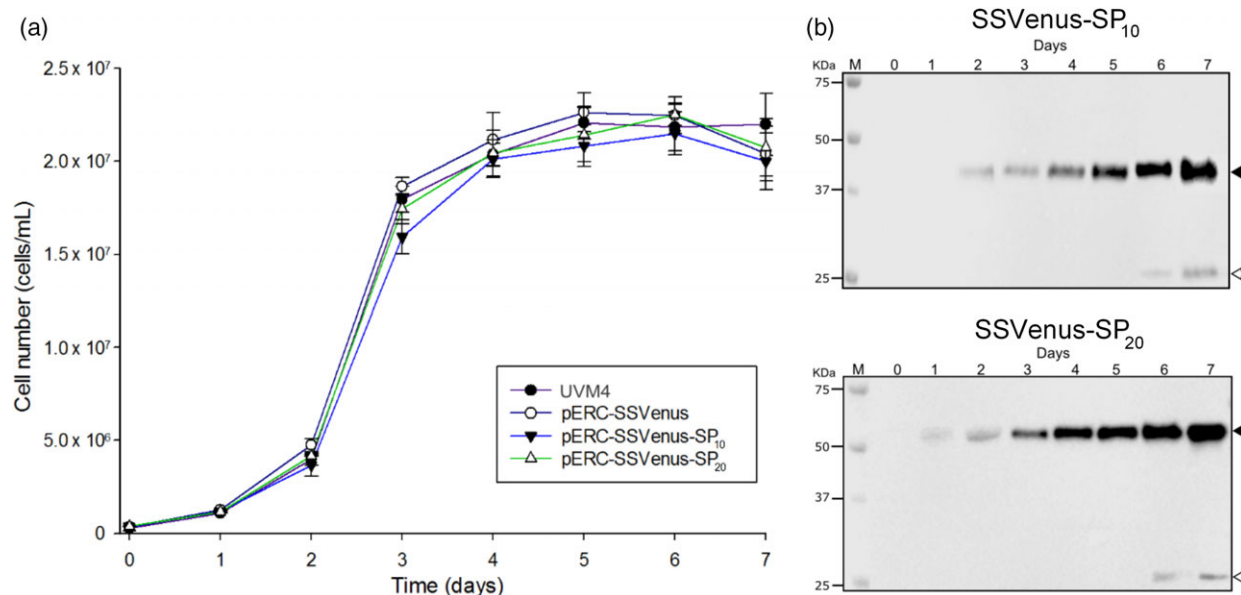 (a)
2.5 x 10⁷
2.0 x 10⁷
1.5 x 10⁷
1.0 x 10⁷
5.0 x 10⁶
0
Cell number (cells/mL)
0 1 2 3 4 5 6 7
Time (days)
UVM4
pERC-SSVenus
pERC-SSVenus-SP₁₀
pERC-SSVenus-SP₂₀
(b)
SSVenus-SP₁₀
Days
KDa M 0 1 2 3 4 5 6 7
75
50
37
25
SSVenus-SP₂₀
Days
KDa M 0 1 2 3 4 5 6 7
75
50
37
25